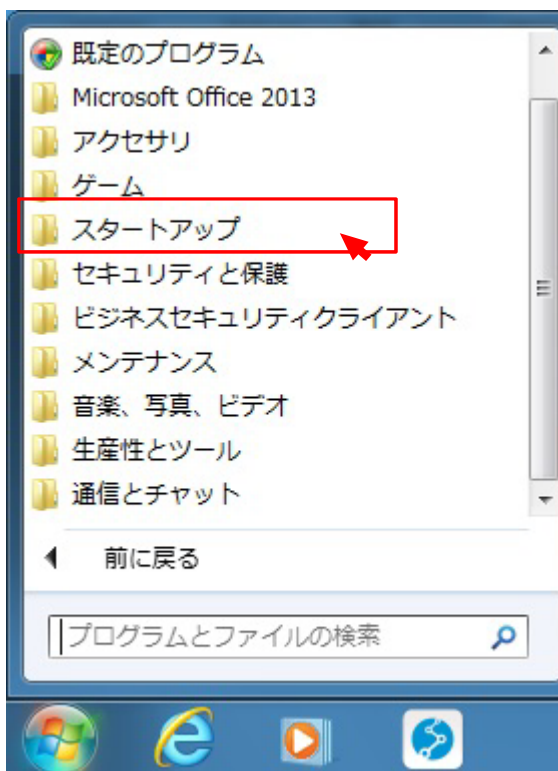 既定のプログラム
Microsoft Office 2013
アクセサリ
ゲーム
スタートアップ
セキュリティと保護
ビジネスセキュリティクライアント
メンテナンス
音楽、写真、ビデオ
生産性とツール
通信とチャット
前に戻る
プログラムとファイルの検索